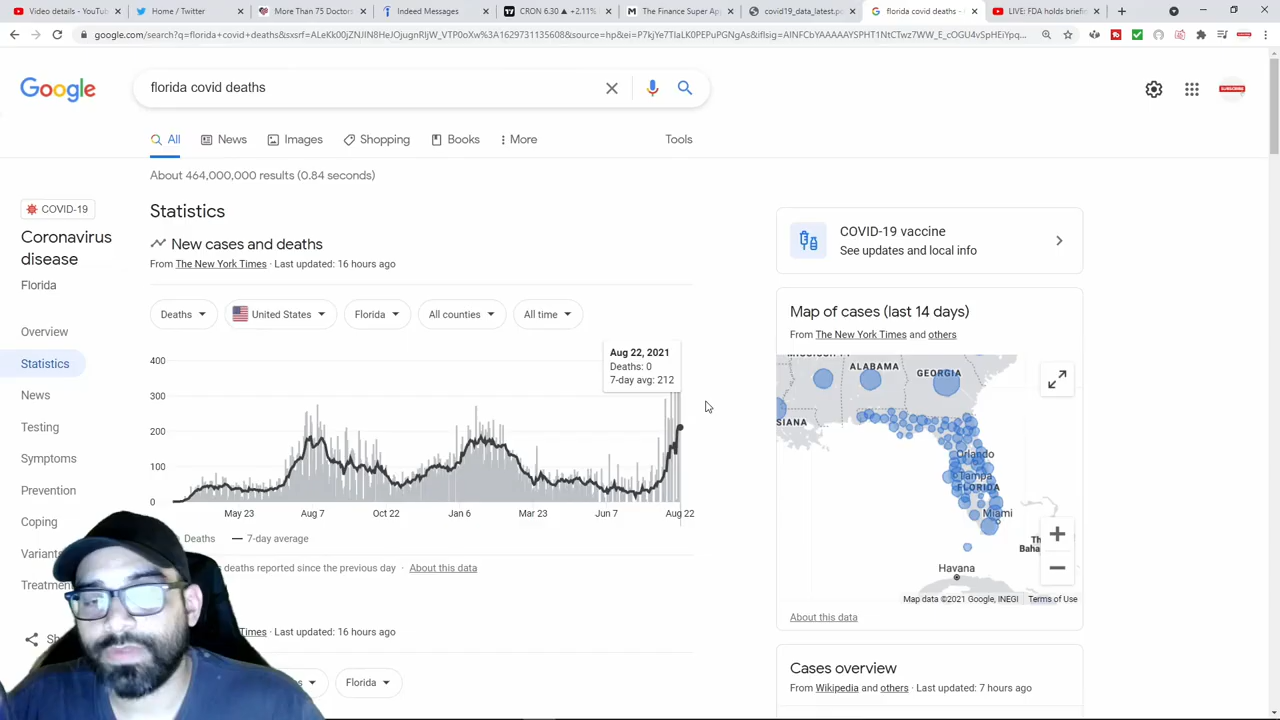 Video details - YouTube S
Home / Twitter
More Than 75 Doctors
Indeed Messages
CRON 6.30 ▲ +2.11%
The Finance Super App
covid19_data_latest.pdf
florida covid deaths -
LIVE: FDA holds briefin
google.com/search?q=florida+covid+deaths&
Google
florida covid deaths
All
News
Images
Shopping
Books
More
Tools
About 464,000,000 results (0.84 seconds)
COVID-19
Coronavirus
disease
Florida
Overview
Statistics
News
Testing
Symptoms
Prevention
Coping
Variants
Treatment
Statistics
New cases and deaths
From The New York Times · Last updated: 16 hours ago
Deaths
United States
Florida
All counties
All time
Aug 22, 2021
Deaths: 0
7-day avg: 212
400
300
200
100
0
May 23
Aug 7
Oct 22
Jan 6
Mar 23
Jun 7
Aug 22
Deaths
7-day average
deaths reported since the previous day · About this data
Times · Last updated: 16 hours ago
Florida
COVID-19 vaccine
See updates and local info
Map of cases (last 14 days)
From The New York Times and others
ALABAMA
GEORGIA
SIANA
Orlando
Tampa
FLORIDA
Miami
Th
Baha
Havana
Map data ©2021 Google, INEGI
Terms of Use
About this data
Cases overview
From Wikipedia and others · Last updated: 7 hours ago